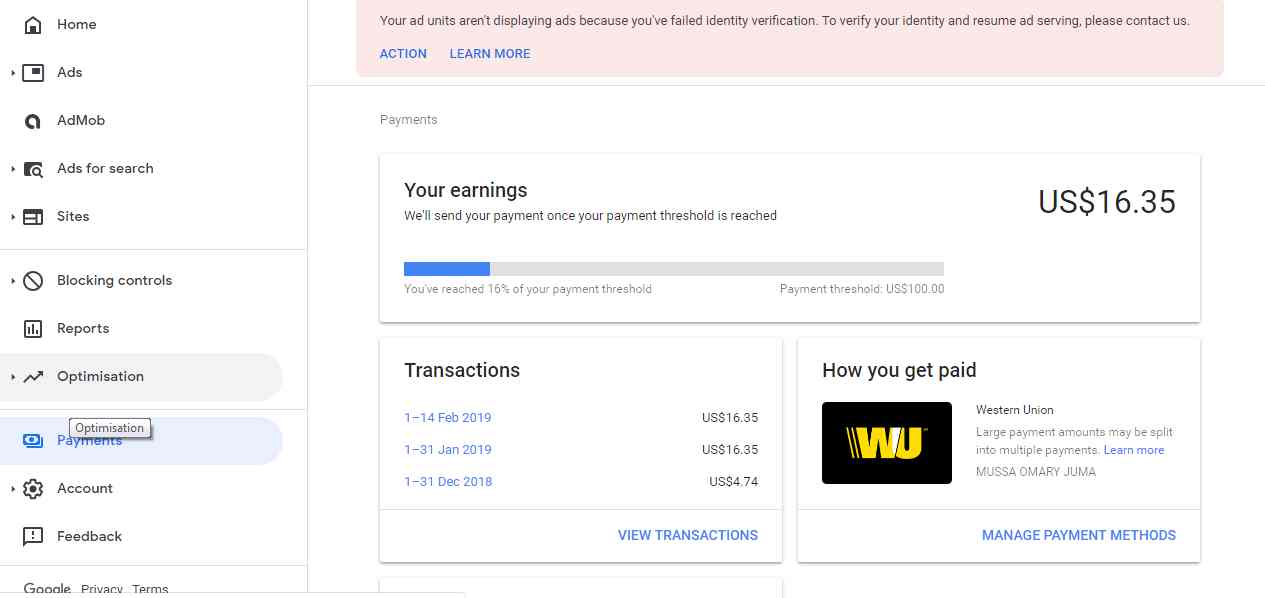 Home
Ads
AdMob
Ads for search
Sites
Blocking controls
Reports
Optimisation
Optimisation
Payments
Account
Feedback
Google Privacy Terms
Your ad units aren't displaying ads because you've failed identity verification. To verify your identity and resume ad serving, please contact us.
ACTION LEARN MORE
Payments
Your earnings
We'll send your payment once your payment threshold is reached
US$16.35
You've reached 16% of your payment threshold
Payment threshold: US$100.00
Transactions
1–14 Feb 2019 US$16.35
1–31 Jan 2019 US$16.35
1–31 Dec 2018 US$4.74
VIEW TRANSACTIONS
How you get paid
WU
Western Union
Large payment amounts may be split
into multiple payments. Learn more
MUSSA OMARY JUMA
MANAGE PAYMENT METHODS